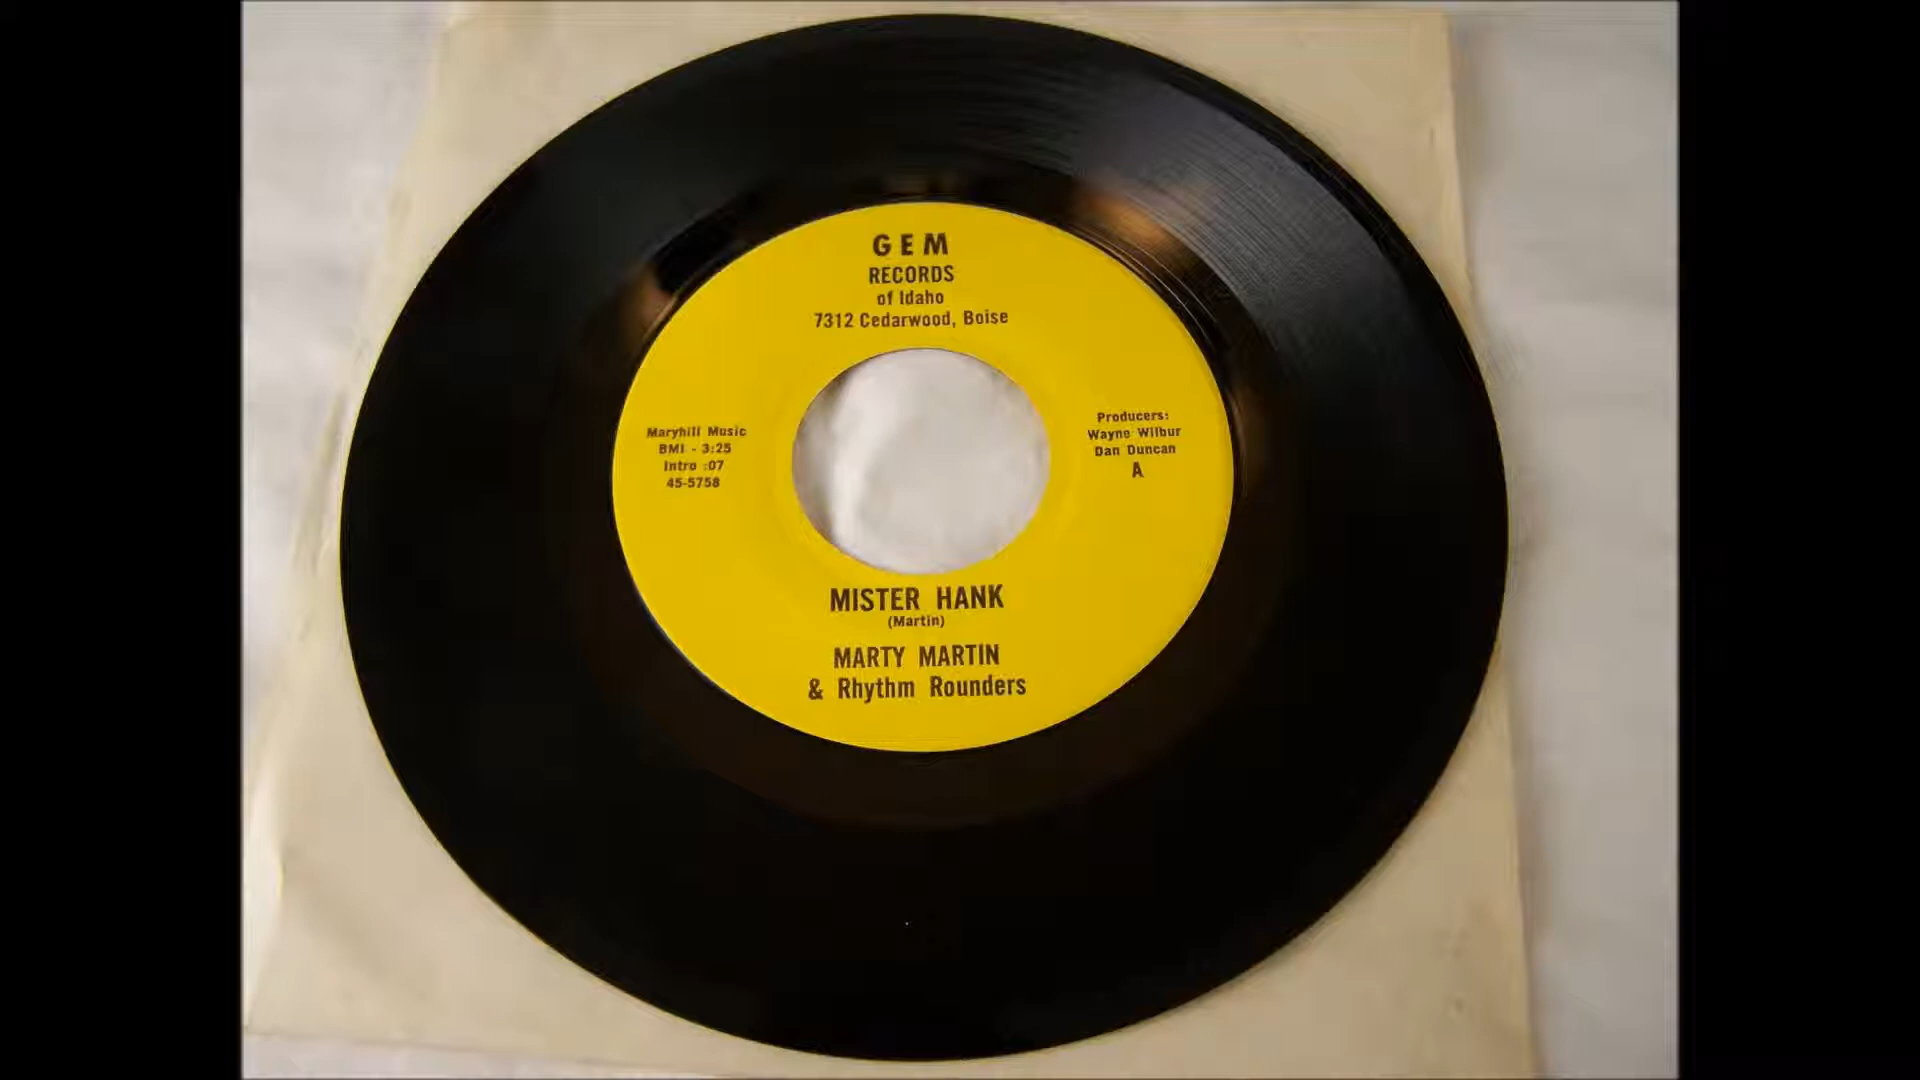 GEM
RECORDS
of Idaho
7312 Cedarwood, Boise
Maryhill Music
BMI - 3:25
Intro :07
45-5758
Producers:
Wayne Wilbur
Dan Duncan
A
MISTER HANK
(Martin)
MARTY MARTIN
& Rhythm Rounders